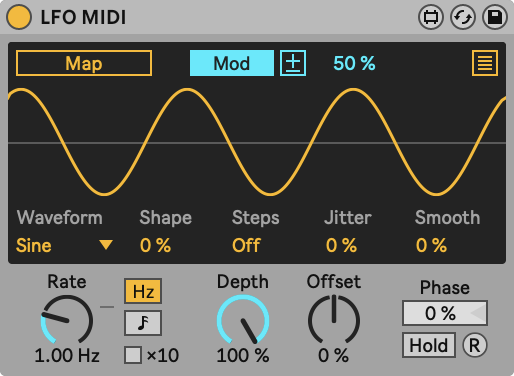 LFO MIDI
Map Mod ± 50 %
Waveform Shape Steps Jitter Smooth
Sine 0 % Off 0 % 0 %
Rate Hz Depth Offset Phase
0 %
1.00 Hz ×10 100 % 0 % Hold R